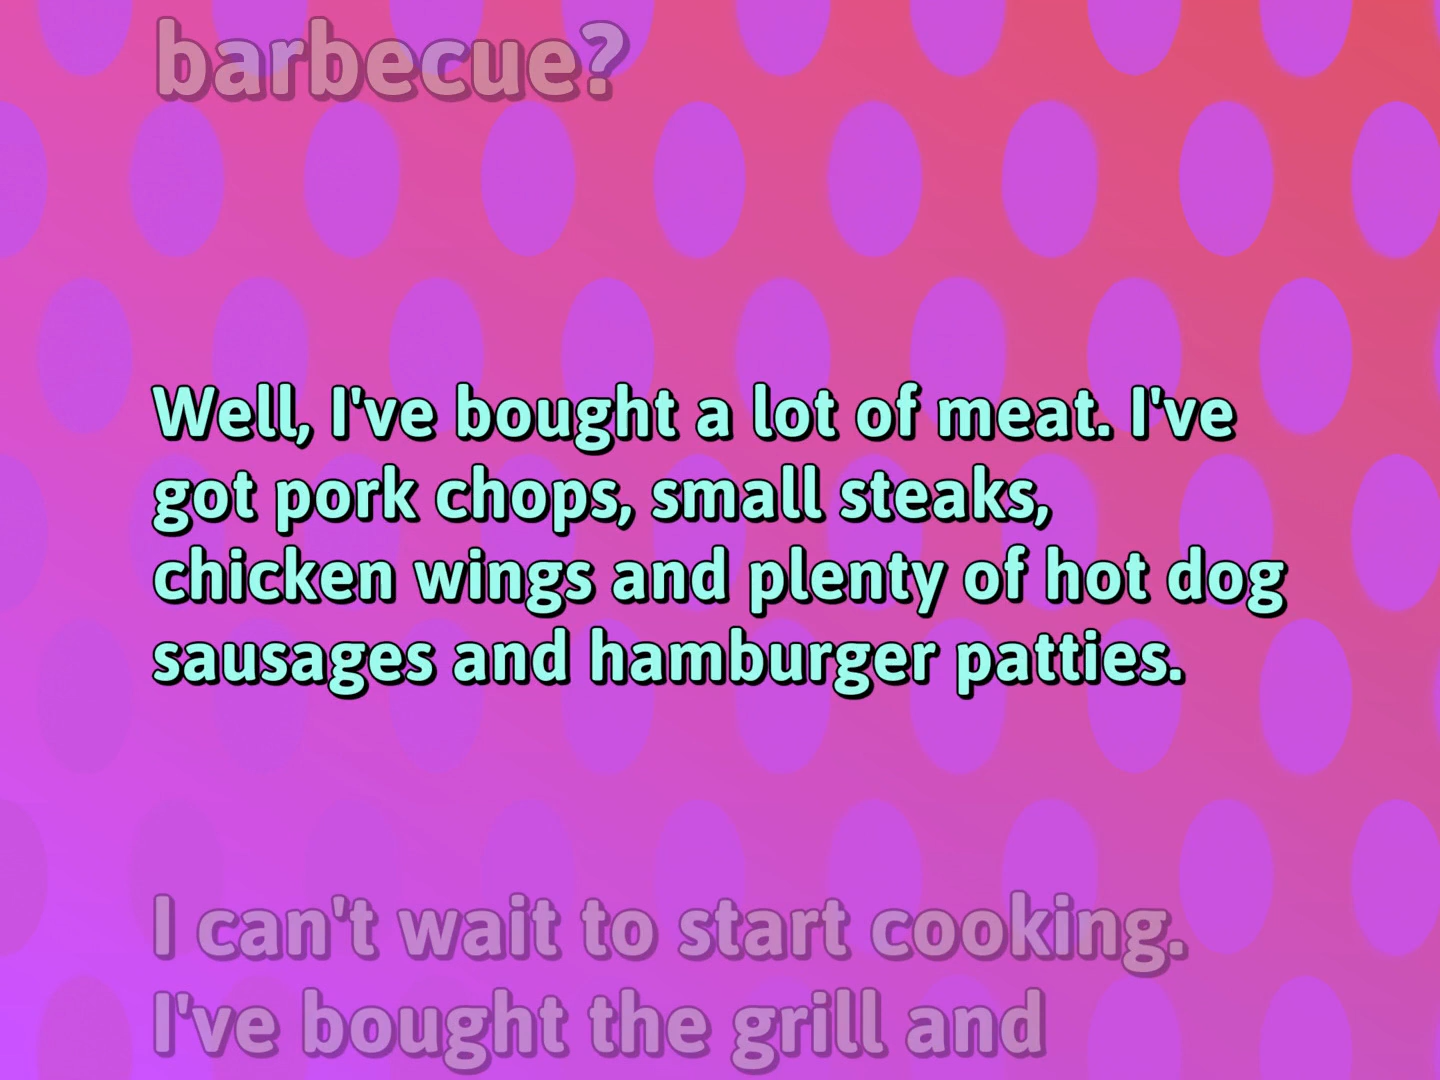 barbecue?
Well, I've bought a lot of meat. I've
got pork chops, small steaks,
chicken wings and plenty of hot dog
sausages and hamburger patties.
I can't wait to start cooking.
I've bought the grill and